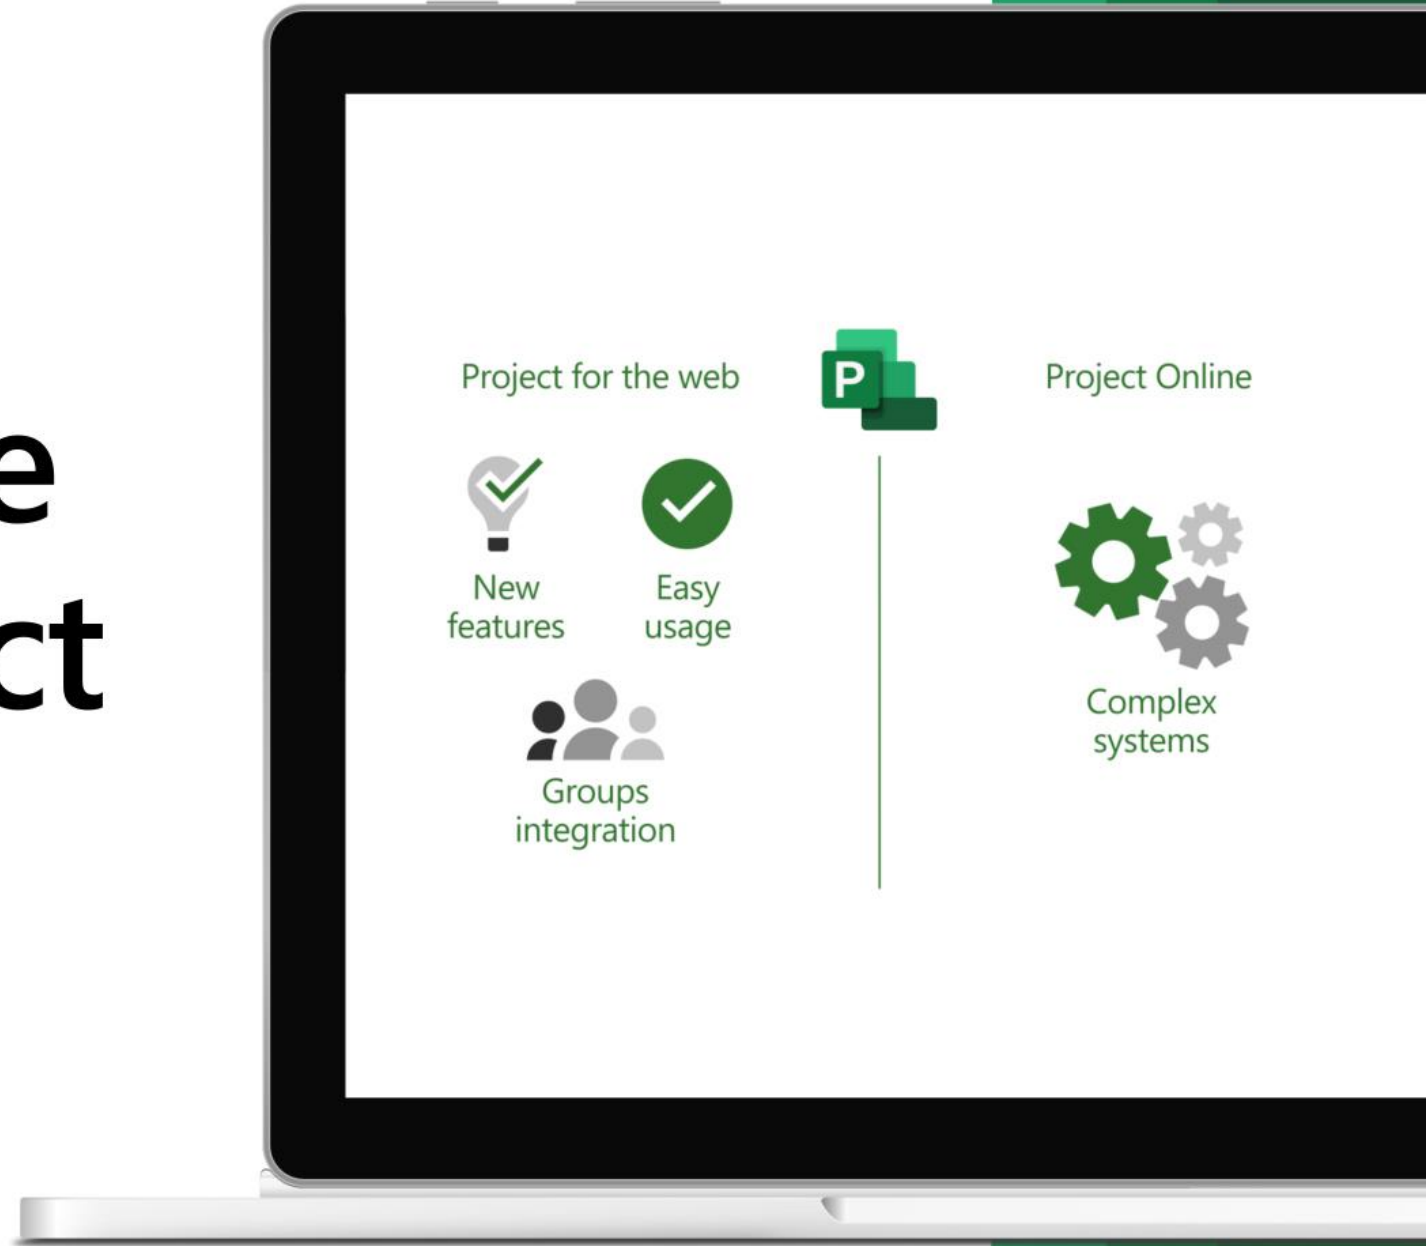 e
ct
Project for the web
P
Project Online
New
features
Easy
usage
Groups
integration
Complex
systems